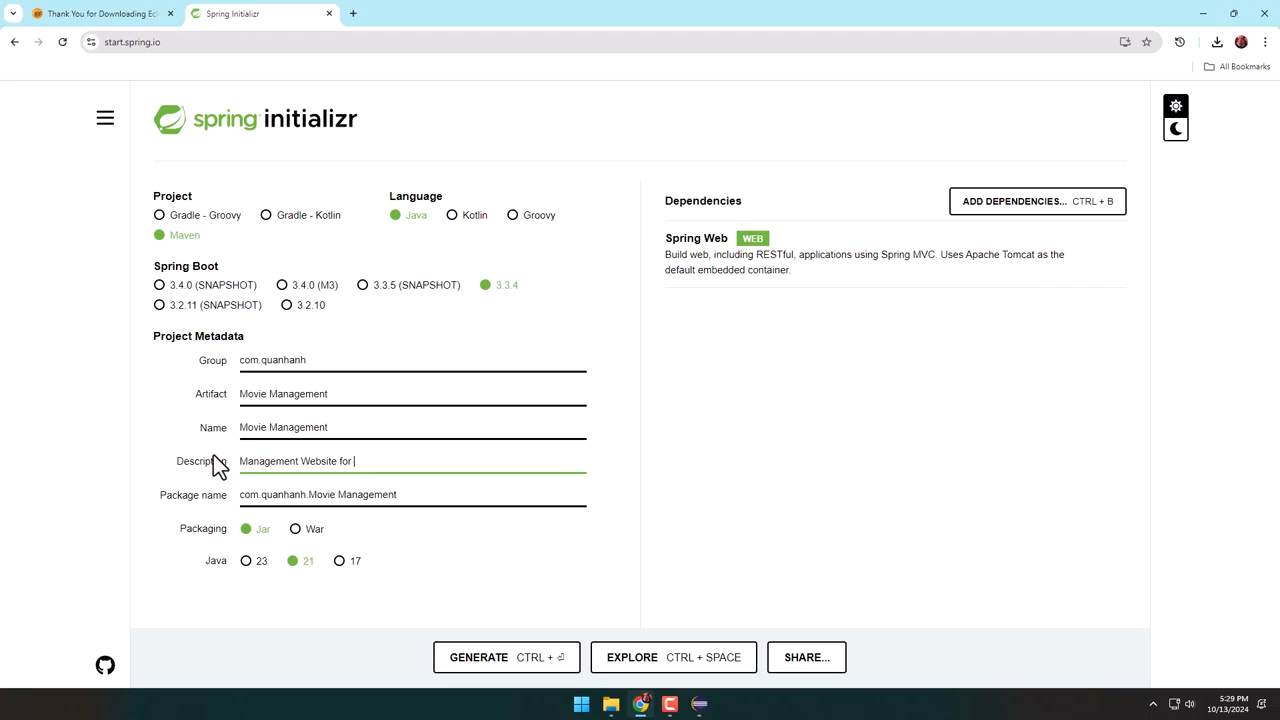 Thank You for Downloading Edi
Spring Initializr
start.spring.io
All Bookmarks
spring initializr
Project
Language
Gradle - Groovy
Gradle - Kotlin
Java
Kotlin
Groovy
Maven
Spring Boot
3.4.0 (SNAPSHOT)
3.4.0 (M3)
3.3.5 (SNAPSHOT)
3.3.4
3.2.11 (SNAPSHOT)
3.2.10
Project Metadata
Group com.quanhanh
Artifact Movie Management
Name Movie Management
Description Management Website for
Package name com.quanhanh.Movie Management
Packaging Jar War
Java 23 21 17
Dependencies
ADD DEPENDENCIES... CTRL + B
Spring Web WEB
Build web, including RESTful, applications using Spring MVC. Uses Apache Tomcat as the
default embedded container.
GENERATE CTRL + ⏎
EXPLORE CTRL + SPACE
SHARE...
5:29 PM
10/13/2024